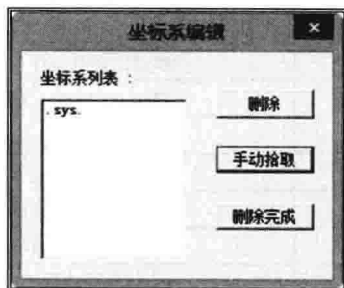 坐标系编辑
坐标系列表：
.sys.
删除
手动拾取
删除完成